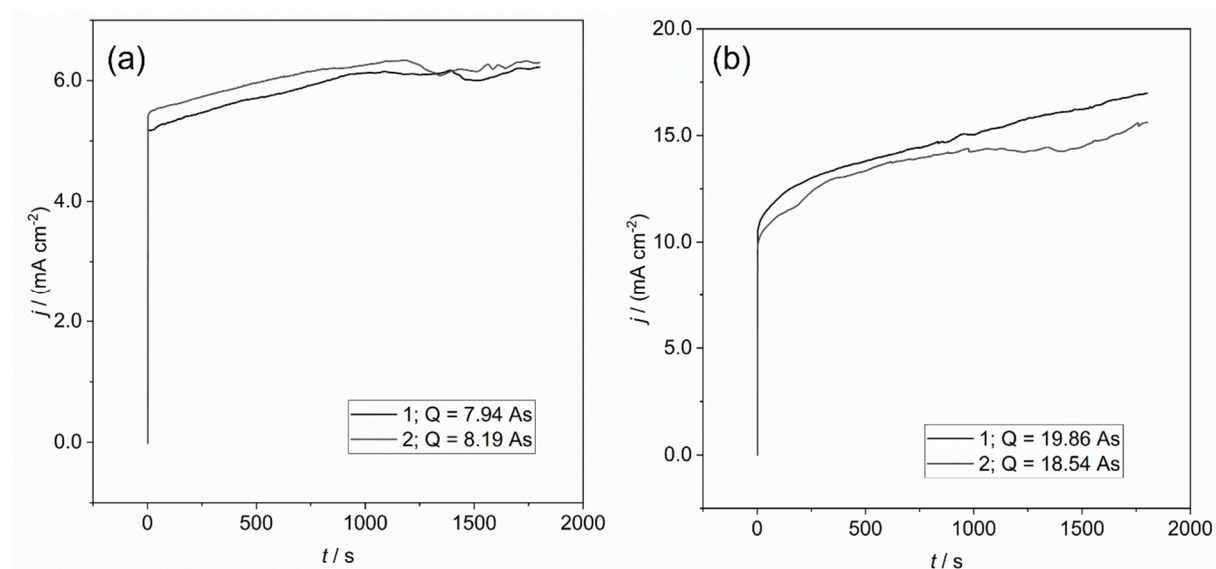 (a)
6.0
4.0
2.0
0.0
j / (mA cm-2)
0 500 1000 1500 2000
t / s
1; Q = 7.94 As
2; Q = 8.19 As
(b)
20.0
15.0
10.0
5.0
0.0
j / (mA cm-2)
0 500 1000 1500 2000
t / s
1; Q = 19.86 As
2; Q = 18.54 As